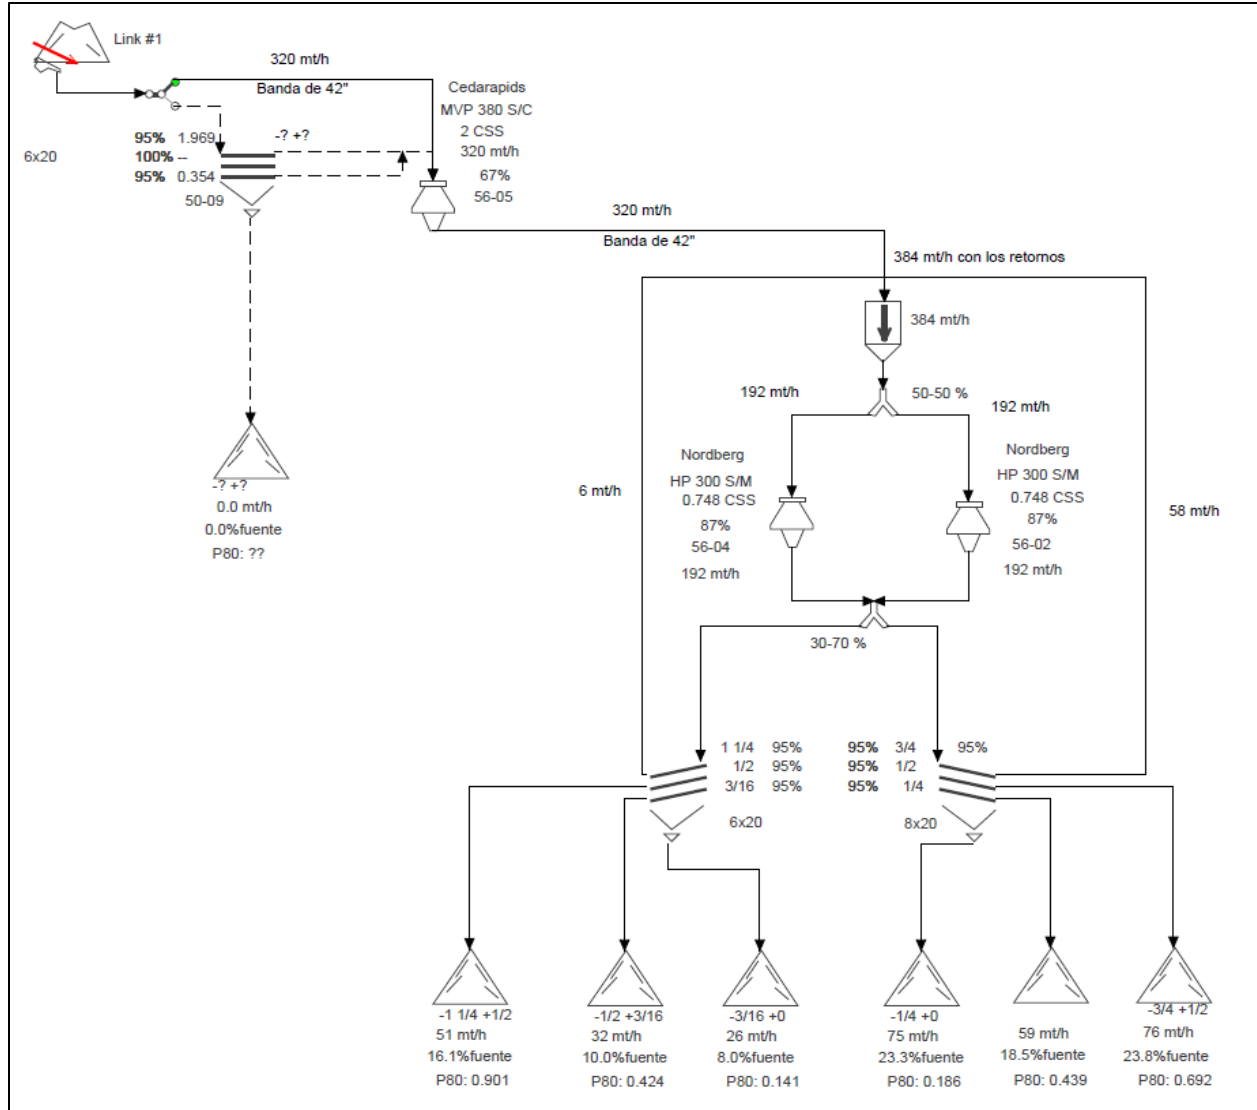 Link #1
320 mt/h
Banda de 42"
Cedarapids
MVP 380 S/C
2 CSS
320 mt/h
67%
56-05
-? +?
6x20
95% 1.969
100% --
95% 0.354
50-09
320 mt/h
Banda de 42"
384 mt/h con los retornos
384 mt/h
192 mt/h
50-50 %
192 mt/h
Nordberg
HP 300 S/M
0.748 CSS
87%
56-04
192 mt/h
Nordberg
HP 300 S/M
0.748 CSS
87%
56-02
192 mt/h
6 mt/h
58 mt/h
-? +?
0.0 mt/h
0.0%fuente
P80: ??
30-70 %
1 1/4 95%
1/2 95%
3/16 95%
6x20
95% 3/4 95%
95% 1/2
95% 1/4
8x20
-1 1/4 +1/2
51 mt/h
16.1%fuente
P80: 0.901
-1/2 +3/16
32 mt/h
10.0%fuente
P80: 0.424
-3/16 +0
26 mt/h
8.0%fuente
P80: 0.141
-1/4 +0
75 mt/h
23.3%fuente
P80: 0.186
59 mt/h
18.5%fuente
P80: 0.439
-3/4 +1/2
76 mt/h
23.8%fuente
P80: 0.692